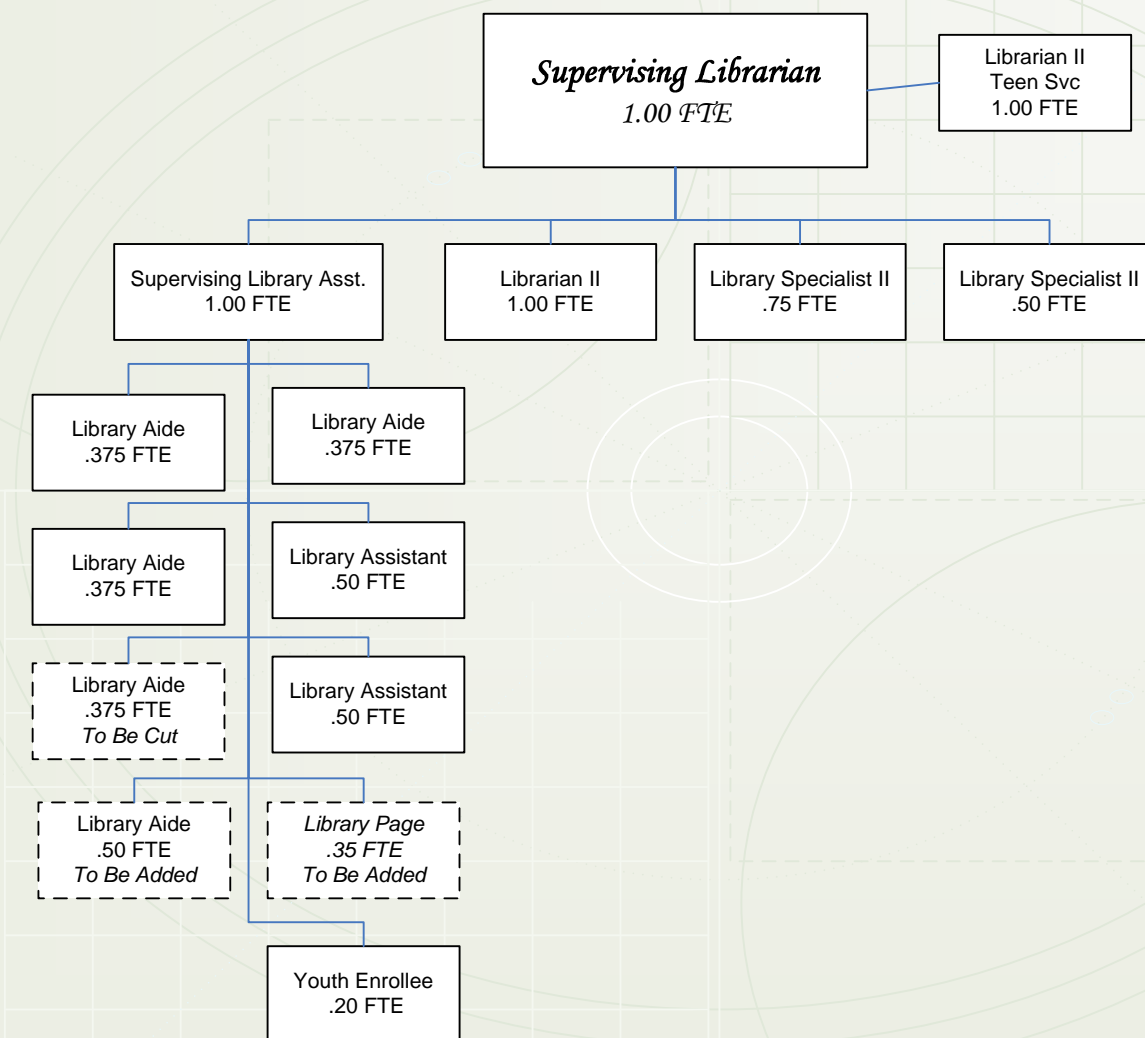 Supervising Librarian
1.00 FTE
Librarian II
Teen Svc
1.00 FTE
Supervising Library Asst.
1.00 FTE
Librarian II
1.00 FTE
Library Specialist II
.75 FTE
Library Specialist II
.50 FTE
Library Aide
.375 FTE
Library Aide
.375 FTE
Library Aide
.375 FTE
Library Assistant
.50 FTE
Library Aide
.375 FTE
To Be Cut
Library Assistant
.50 FTE
Library Aide
.50 FTE
To Be Added
Library Page
.35 FTE
To Be Added
Youth Enrollee
.20 FTE